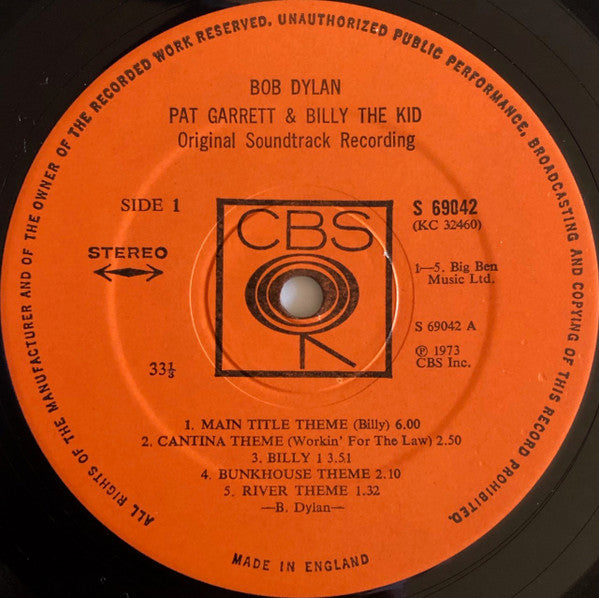 ALL RIGHTS OF THE MANUFACTURER AND OF THE OWNER OF THE RECORDED WORK RESERVED. UNAUTHORIZED PUBLIC PERFORMANCE, BROADCASTING AND COPYING OF THIS RECORD PROHIBITED.
BOB DYLAN
PAT GARRETT & BILLY THE KID
Original Soundtrack Recording
SIDE 1
S 69042
(KC 32460)
CBS
STEREO
1—5. Big Ben
Music Ltd.
S 69042 A
33⅓
℗ 1973
CBS Inc.
1. MAIN TITLE THEME (Billy) 6.00
2. CANTINA THEME (Workin' For The Law) 2.50
3. BILLY 1 3.51
4. BUNKHOUSE THEME 2.10
5. RIVER THEME 1.32
—B. Dylan—
MADE IN ENGLAND